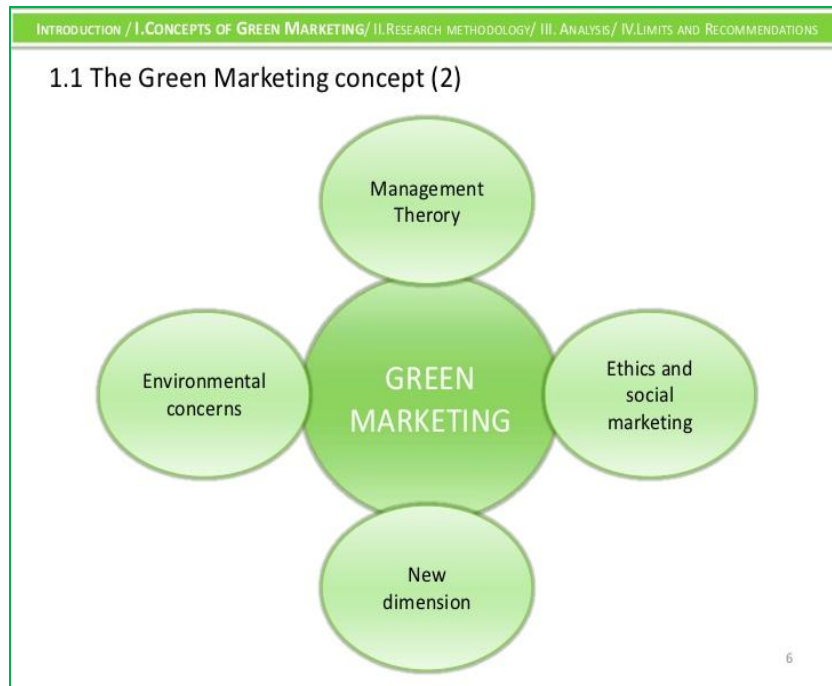 INTRODUCTION / I.CONCEPTS OF GREEN MARKETING/ II.RESEARCH METHODOLOGY/ III. ANALYSIS/ IV.LIMITS AND RECOMMENDATIONS
1.1 The Green Marketing concept (2)
Management
Therory
Environmental
concerns
GREEN
MARKETING
Ethics and
social
marketing
New
dimension
6